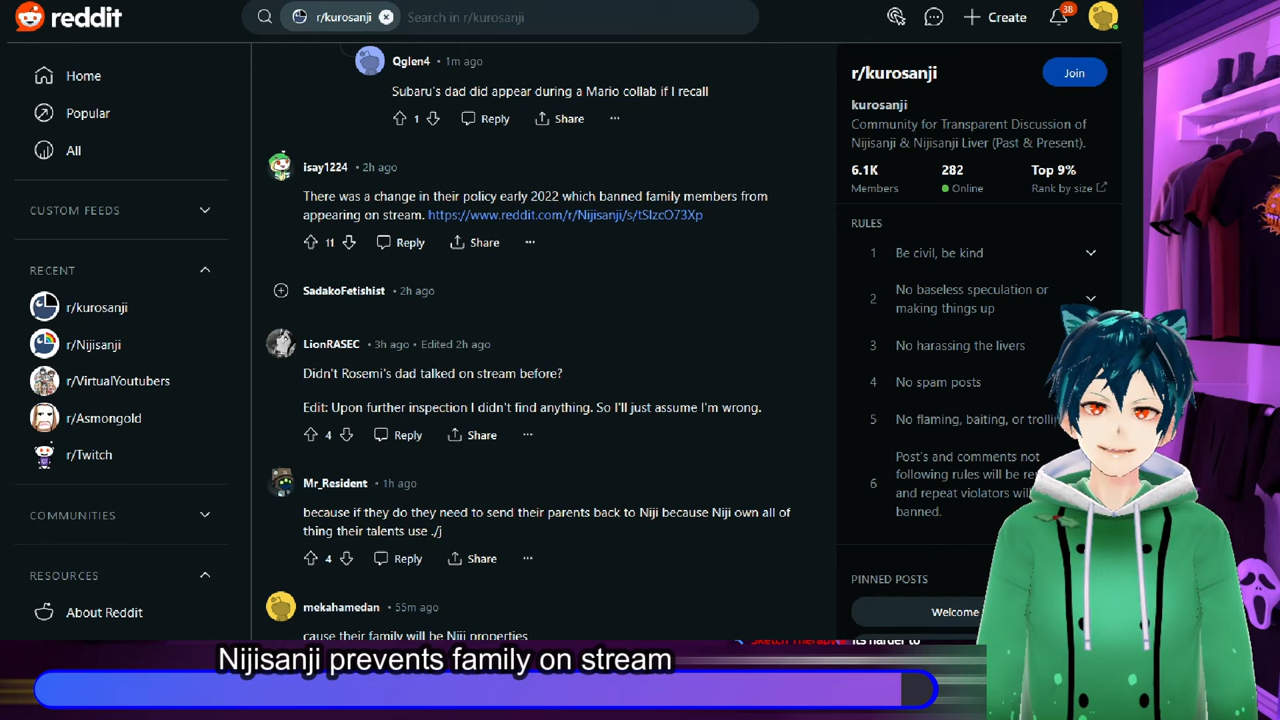 reddit
r/kurosanji
Search in r/kurosanji
Create
38
Home
Popular
All
CUSTOM FEEDS
RECENT
r/kurosanji
r/Nijisanji
r/VirtualYoutubers
r/Asmongold
r/Twitch
COMMUNITIES
RESOURCES
About Reddit
Qglen4 • 1m ago
Subaru's dad did appear during a Mario collab if I recall
1 Reply Share ...
isay1224 • 2h ago
There was a change in their policy early 2022 which banned family members from
appearing on stream. https://www.reddit.com/r/Nijisanji/s/tSlzcO73Xp
11 Reply Share ...
SadakoFetishist • 2h ago
LionRASEC • 3h ago • Edited 2h ago
Didn't Rosemi's dad talked on stream before?
Edit: Upon further inspection I didn't find anything. So I'll just assume I'm wrong.
4 Reply Share ...
Mr_Resident • 1h ago
because if they do they need to send their parents back to Niji because Niji own all of
thing their talents use ./j
4 Reply Share ...
mekahamedan • 55m ago
cause their family will be Niji properties
r/kurosanji
Join
kurosanji
Community for Transparent Discussion of
Nijisanji & Nijisanji Liver (Past & Present).
6.1K 282 Top 9%
Members Online Rank by size
RULES
1 Be civil, be kind
2 No baseless speculation or
making things up
3 No harassing the livers
4 No spam posts
5 No flaming, baiting, or trolli
6 Post's and comments not
following rules will be re
and repeat violators will
banned.
PINNED POSTS
Welcome
it's harder to
Nijisanji prevents family on stream